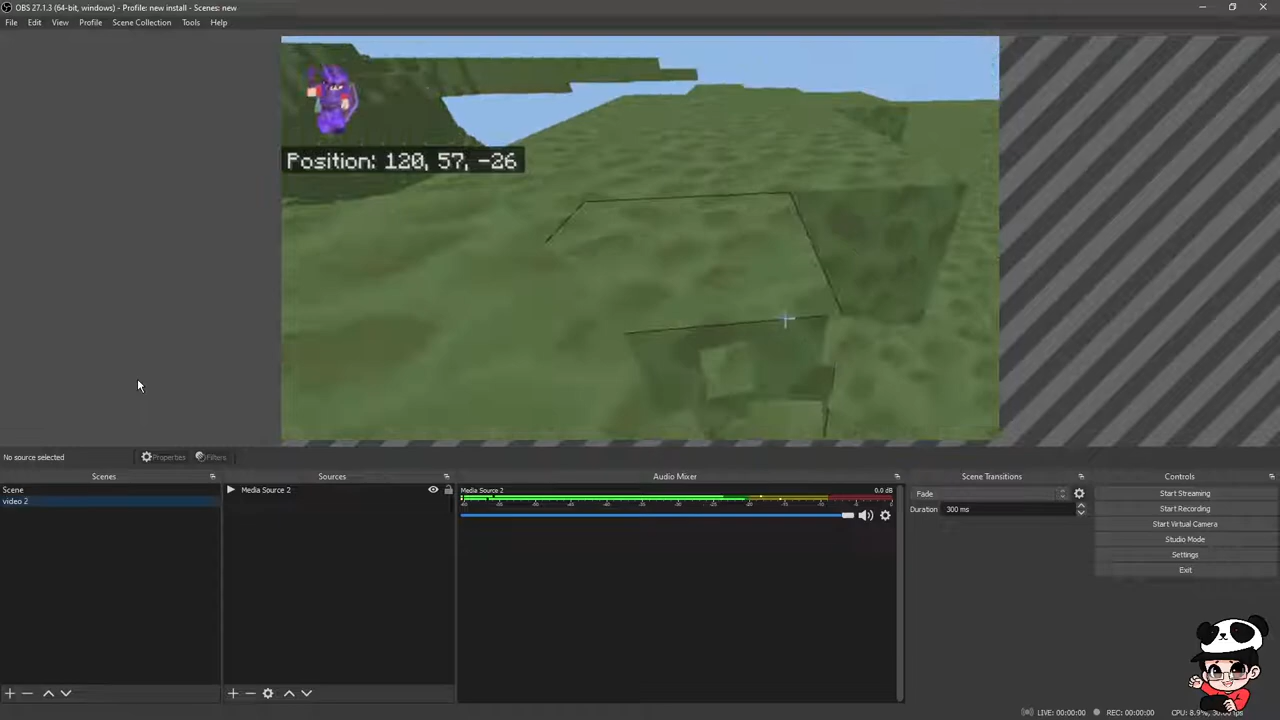 OBS 27.1.3 (64-bit, windows) - Profile: new install - Scenes: new
File Edit View Profile Scene Collection Tools Help
Position: 120, 57, -26
No source selected Properties Filters
Scenes Sources Audio Mixer Scene Transitions Controls
Scene
video 2
Media Source 2
Media Source 2 0.0 dB
Fade
Duration 300 ms
Start Streaming
Start Recording
Start Virtual Camera
Studio Mode
Settings
Exit
LIVE: 00:00:00 REC: 00:00:00 CPU: 8.9%,